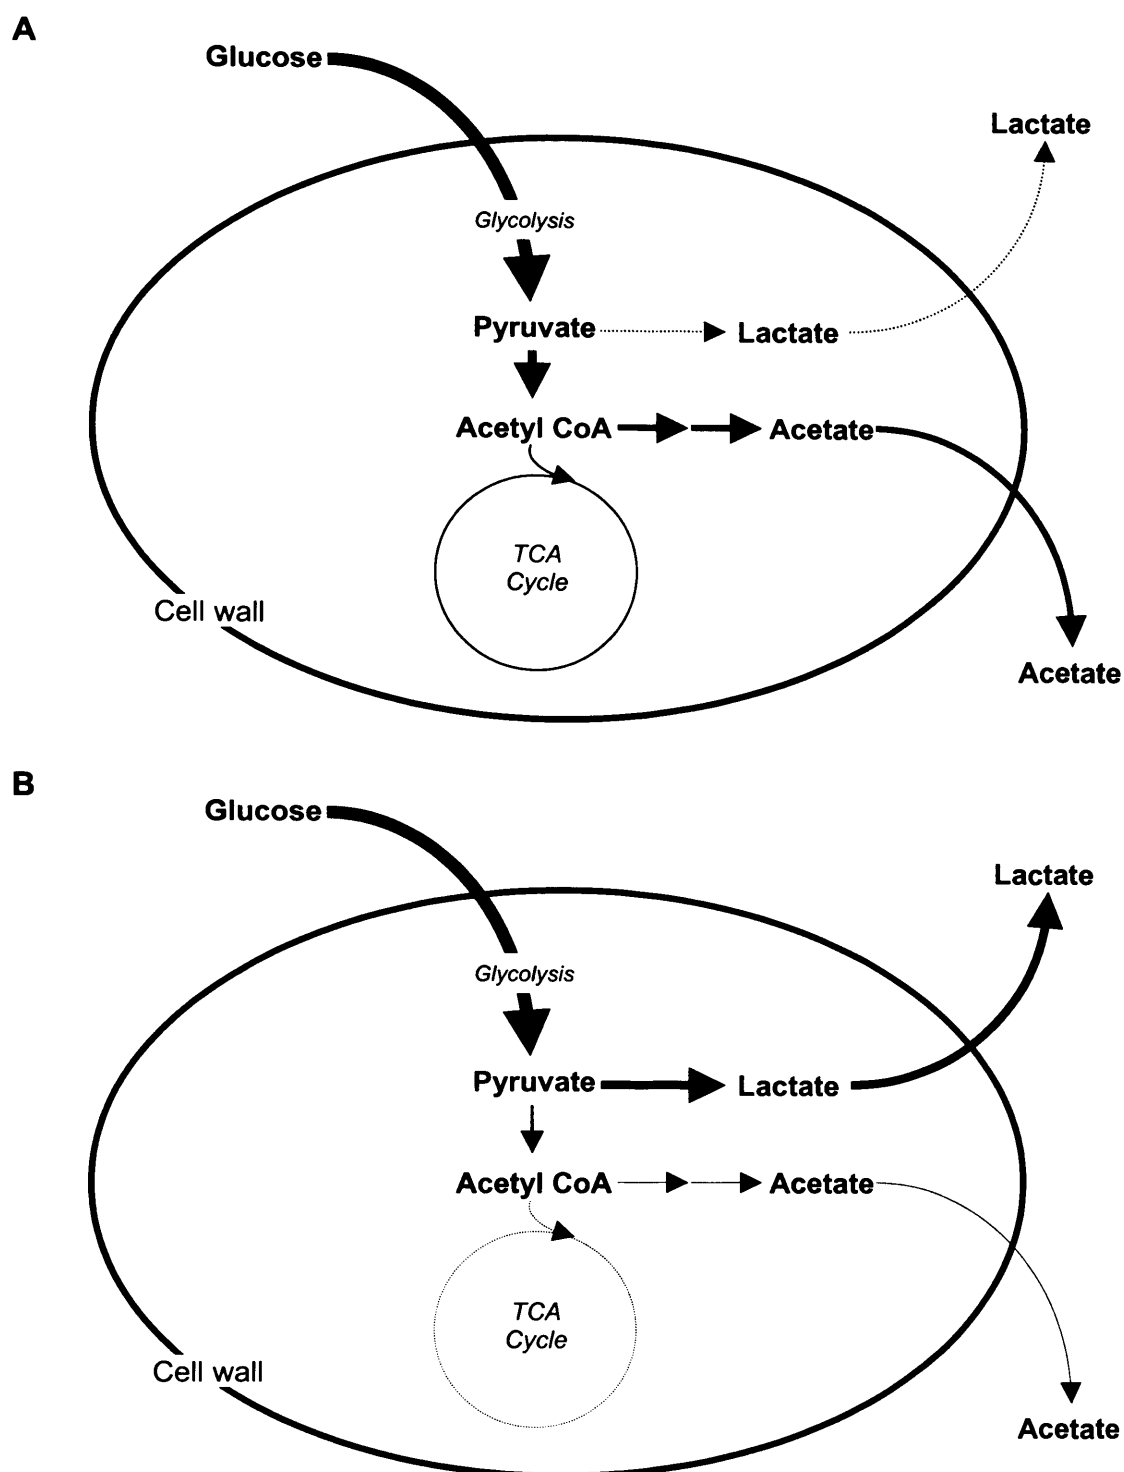 A
Glucose
Lactate
Glycolysis
Pyruvate
Lactate
Acetyl CoA
Acetate
TCA
Cycle
Cell wall
Acetate
B
Glucose
Lactate
Glycolysis
Pyruvate
Lactate
Acetyl CoA
Acetate
TCA
Cycle
Cell wall
Acetate